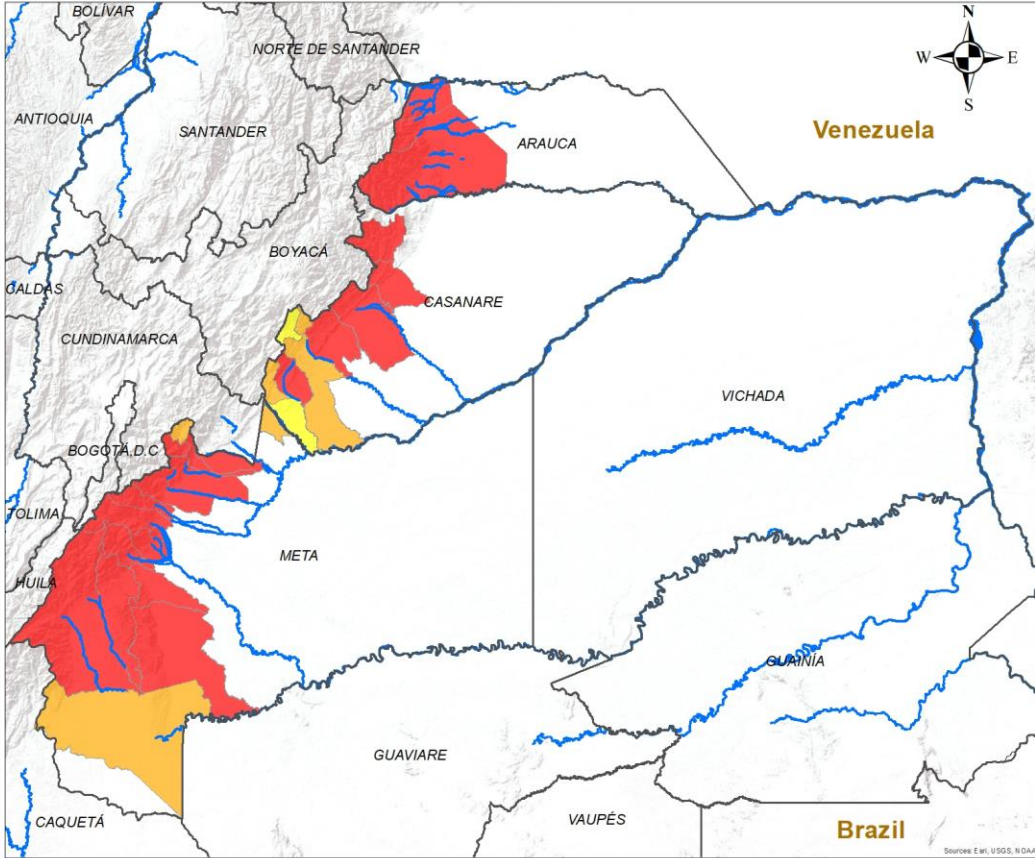 BOLÍVAR
N
NORTE DE SANTANDER
W
E
S
ANTIOQUIA
SANTANDER
ARAUCA
Venezuela
BOYACÁ
CALDAS
CASANARE
CUNDINAMARCA
VICHADA
BOGOTÁ,D.C
TOLIMA
META
HUILA
GUAINÍA
GUAVIARE
CAQUETÁ
VAUPÉS
Brazil
Sources: Esri, USGS, NOAA